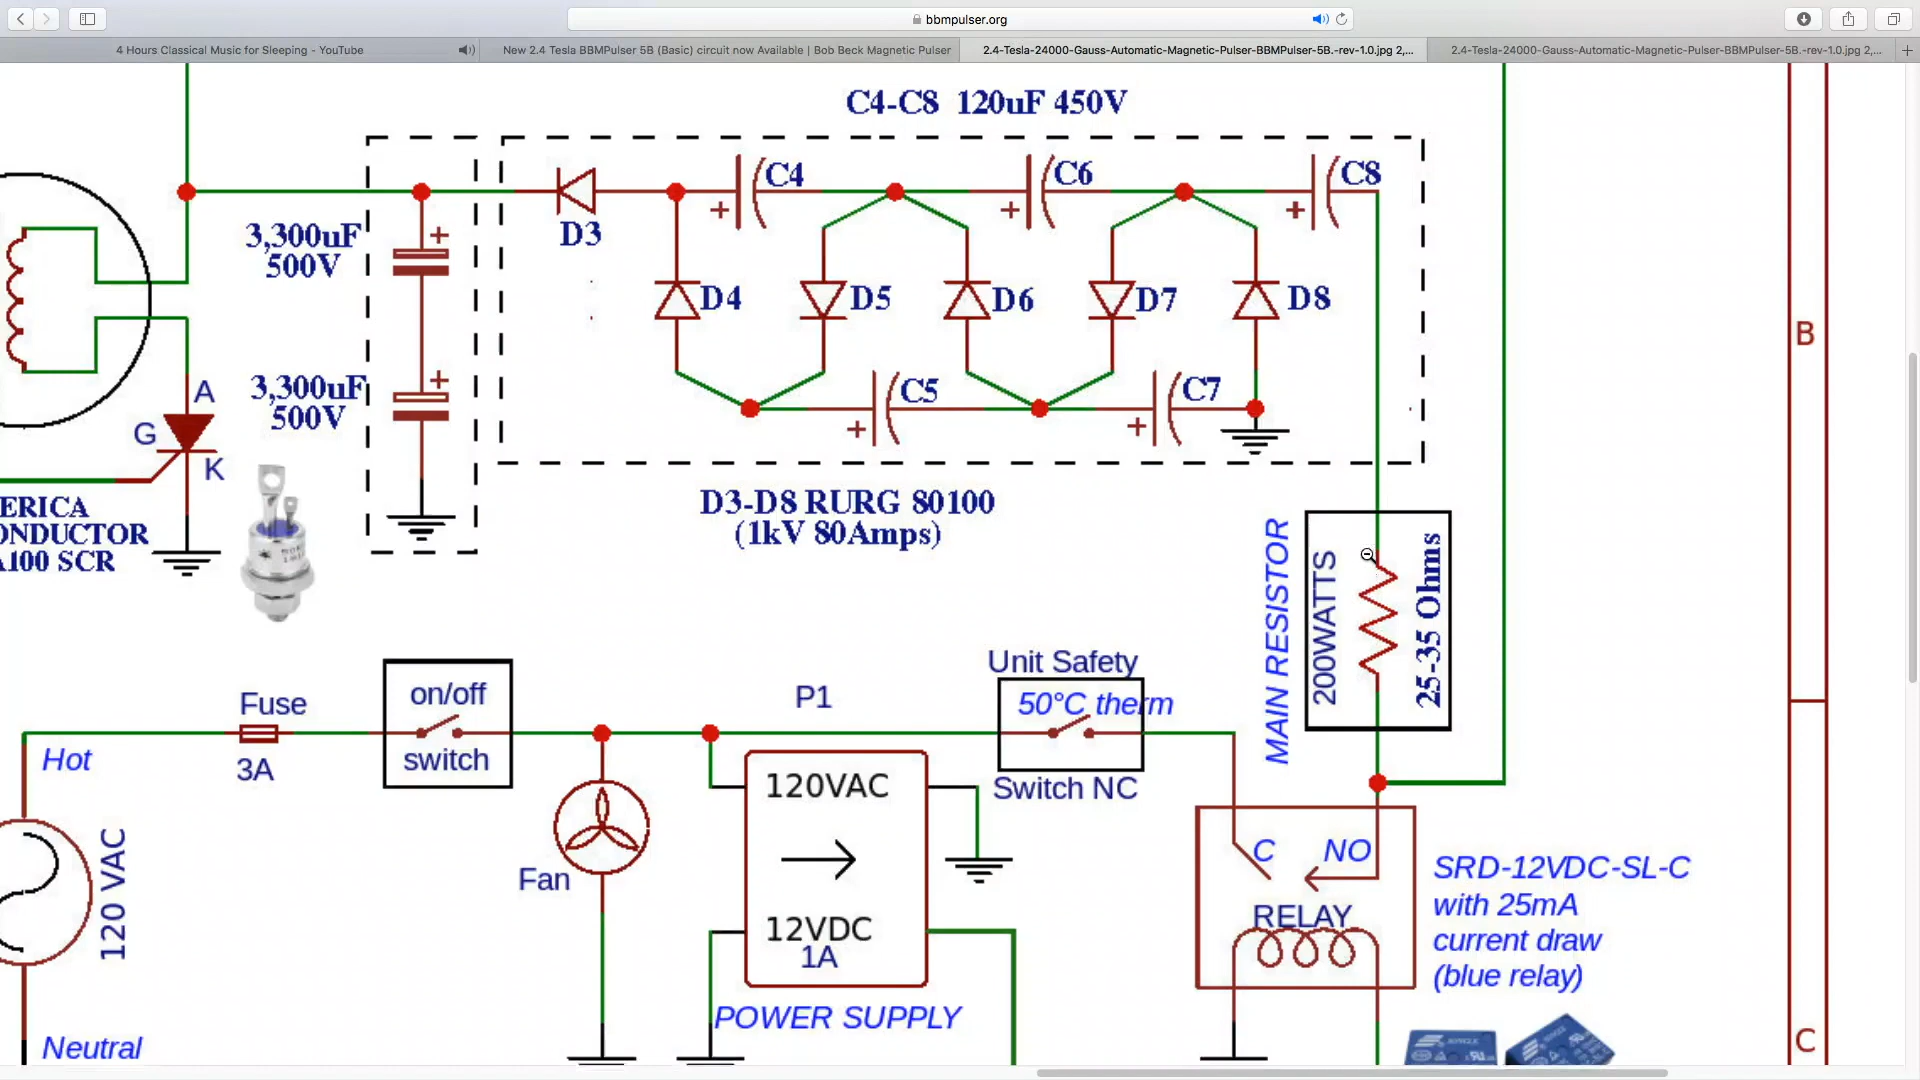 bbmpulser.org
4 Hours Classical Music for Sleeping - YouTube
New 2.4 Tesla BBMPulser 5B (Basic) circuit now Available | Bob Beck Magnetic Pulser
2.4-Tesla-24000-Gauss-Automatic-Magnetic-Pulser-BBMPulser-5B.-rev-1.0.jpg 2,...
2.4-Tesla-24000-Gauss-Automatic-Magnetic-Pulser-BBMPulser-5B.-rev-1.0.jpg 2,...
C4-C8 120uF 450V
C4
C6
C8
+
+
+
3,300uF
500V
+
D3
D4
D5
D6
D7
D8
B
3,300uF
500V
+
C5
C7
+
+
A
G
K
ERICA
ONDUCTOR
A100 SCR
D3-D8 RURG 80100
(1kV 80Amps)
MAIN RESISTOR
200WATTS
25-35 Ohms
Hot
Fuse
3A
on/off
switch
P1
Unit Safety
50°C therm
Switch NC
120 VAC
Fan
120VAC
12VDC
1A
POWER SUPPLY
C
NO
RELAY
SRD-12VDC-SL-C
with 25mA
current draw
(blue relay)
Neutral
C